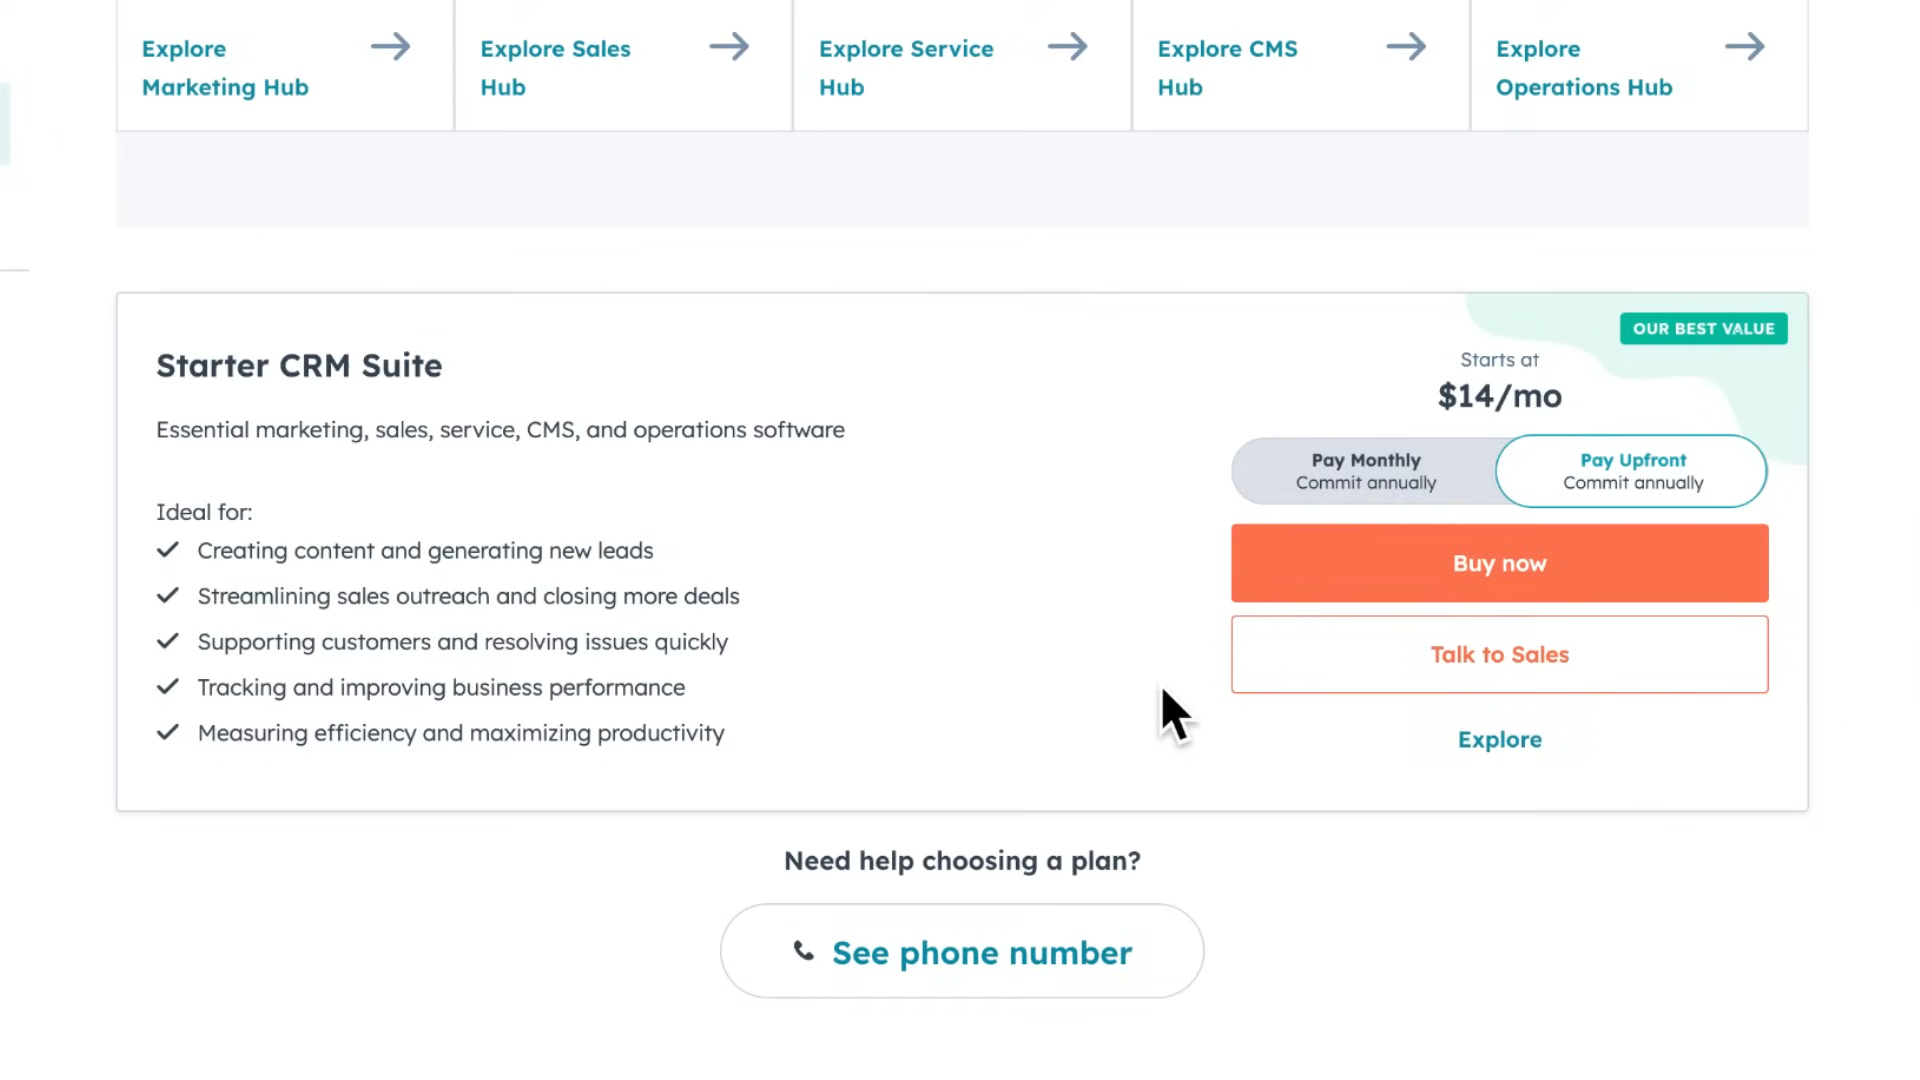 Explore
Marketing Hub
Explore Sales
Hub
Explore Service
Hub
Explore CMS
Hub
Explore
Operations Hub
OUR BEST VALUE
Starter CRM Suite
Essential marketing, sales, service, CMS, and operations software
Ideal for:
Creating content and generating new leads
Streamlining sales outreach and closing more deals
Supporting customers and resolving issues quickly
Tracking and improving business performance
Measuring efficiency and maximizing productivity
Starts at
$14/mo
Pay Monthly
Commit annually
Pay Upfront
Commit annually
Buy now
Talk to Sales
Explore
Need help choosing a plan?
See phone number